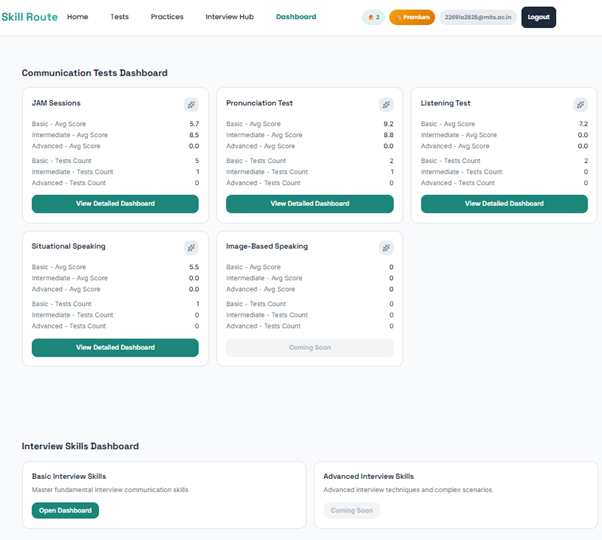 Skill Route Home Tests Practices Interview Hub Dashboard 2 Premium 22691a2828@mits.ac.in Logout
Communication Tests Dashboard
JAM Sessions
Basic - Avg Score 5.7
Intermediate - Avg Score 8.5
Advanced - Avg Score 0.0
Basic - Tests Count 5
Intermediate - Tests Count 1
Advanced - Tests Count 0
View Detailed Dashboard
Pronunciation Test
Basic - Avg Score 9.2
Intermediate - Avg Score 8.8
Advanced - Avg Score 0.0
Basic - Tests Count 2
Intermediate - Tests Count 1
Advanced - Tests Count 0
View Detailed Dashboard
Listening Test
Basic - Avg Score 7.2
Intermediate - Avg Score 0.0
Advanced - Avg Score 0.0
Basic - Tests Count 2
Intermediate - Tests Count 0
Advanced - Tests Count 0
View Detailed Dashboard
Situational Speaking
Basic - Avg Score 5.5
Intermediate - Avg Score 0.0
Advanced - Avg Score 0.0
Basic - Tests Count 1
Intermediate - Tests Count 0
Advanced - Tests Count 0
View Detailed Dashboard
Image-Based Speaking
Basic - Avg Score 0
Intermediate - Avg Score 0
Advanced - Avg Score 0
Basic - Tests Count 0
Intermediate - Tests Count 0
Advanced - Tests Count 0
Coming Soon
Interview Skills Dashboard
Basic Interview Skills
Master fundamental interview communication skills
Open Dashboard
Advanced Interview Skills
Advanced interview techniques and complex scenarios
Coming Soon